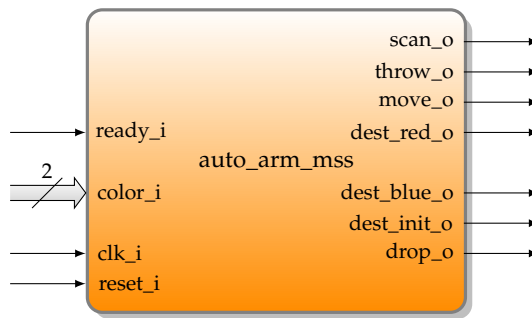 scan_o
throw_o
move_o
ready_i
dest_red_o
auto_arm_mss
2
color_i
dest_blue_o
dest_init_o
clk_i
drop_o
reset_i